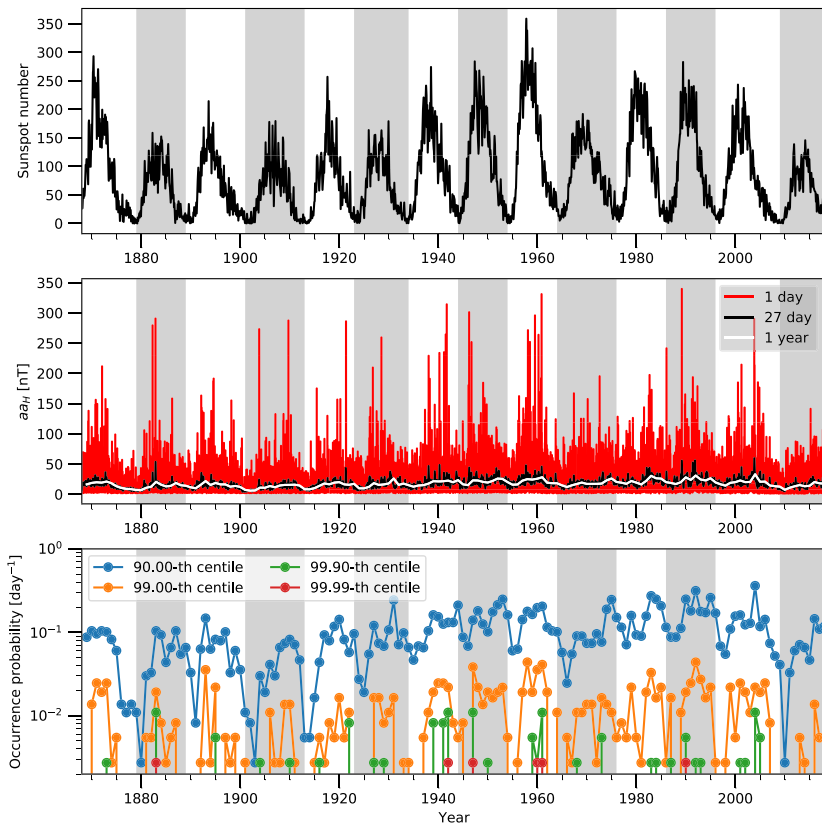 350
300
250
200
150
100
50
0
Sunspot number
1880 1900 1920 1940 1960 1980 2000
350
300
250
200
150
100
50
0
aa_H [nT]
1 day
27 day
1 year
1880 1900 1920 1940 1960 1980 2000
10⁰
10⁻¹
10⁻²
Occurrence probability [day⁻¹]
90.00-th centile 99.90-th centile
99.00-th centile 99.99-th centile
1880 1900 1920 1940 1960 1980 2000
Year